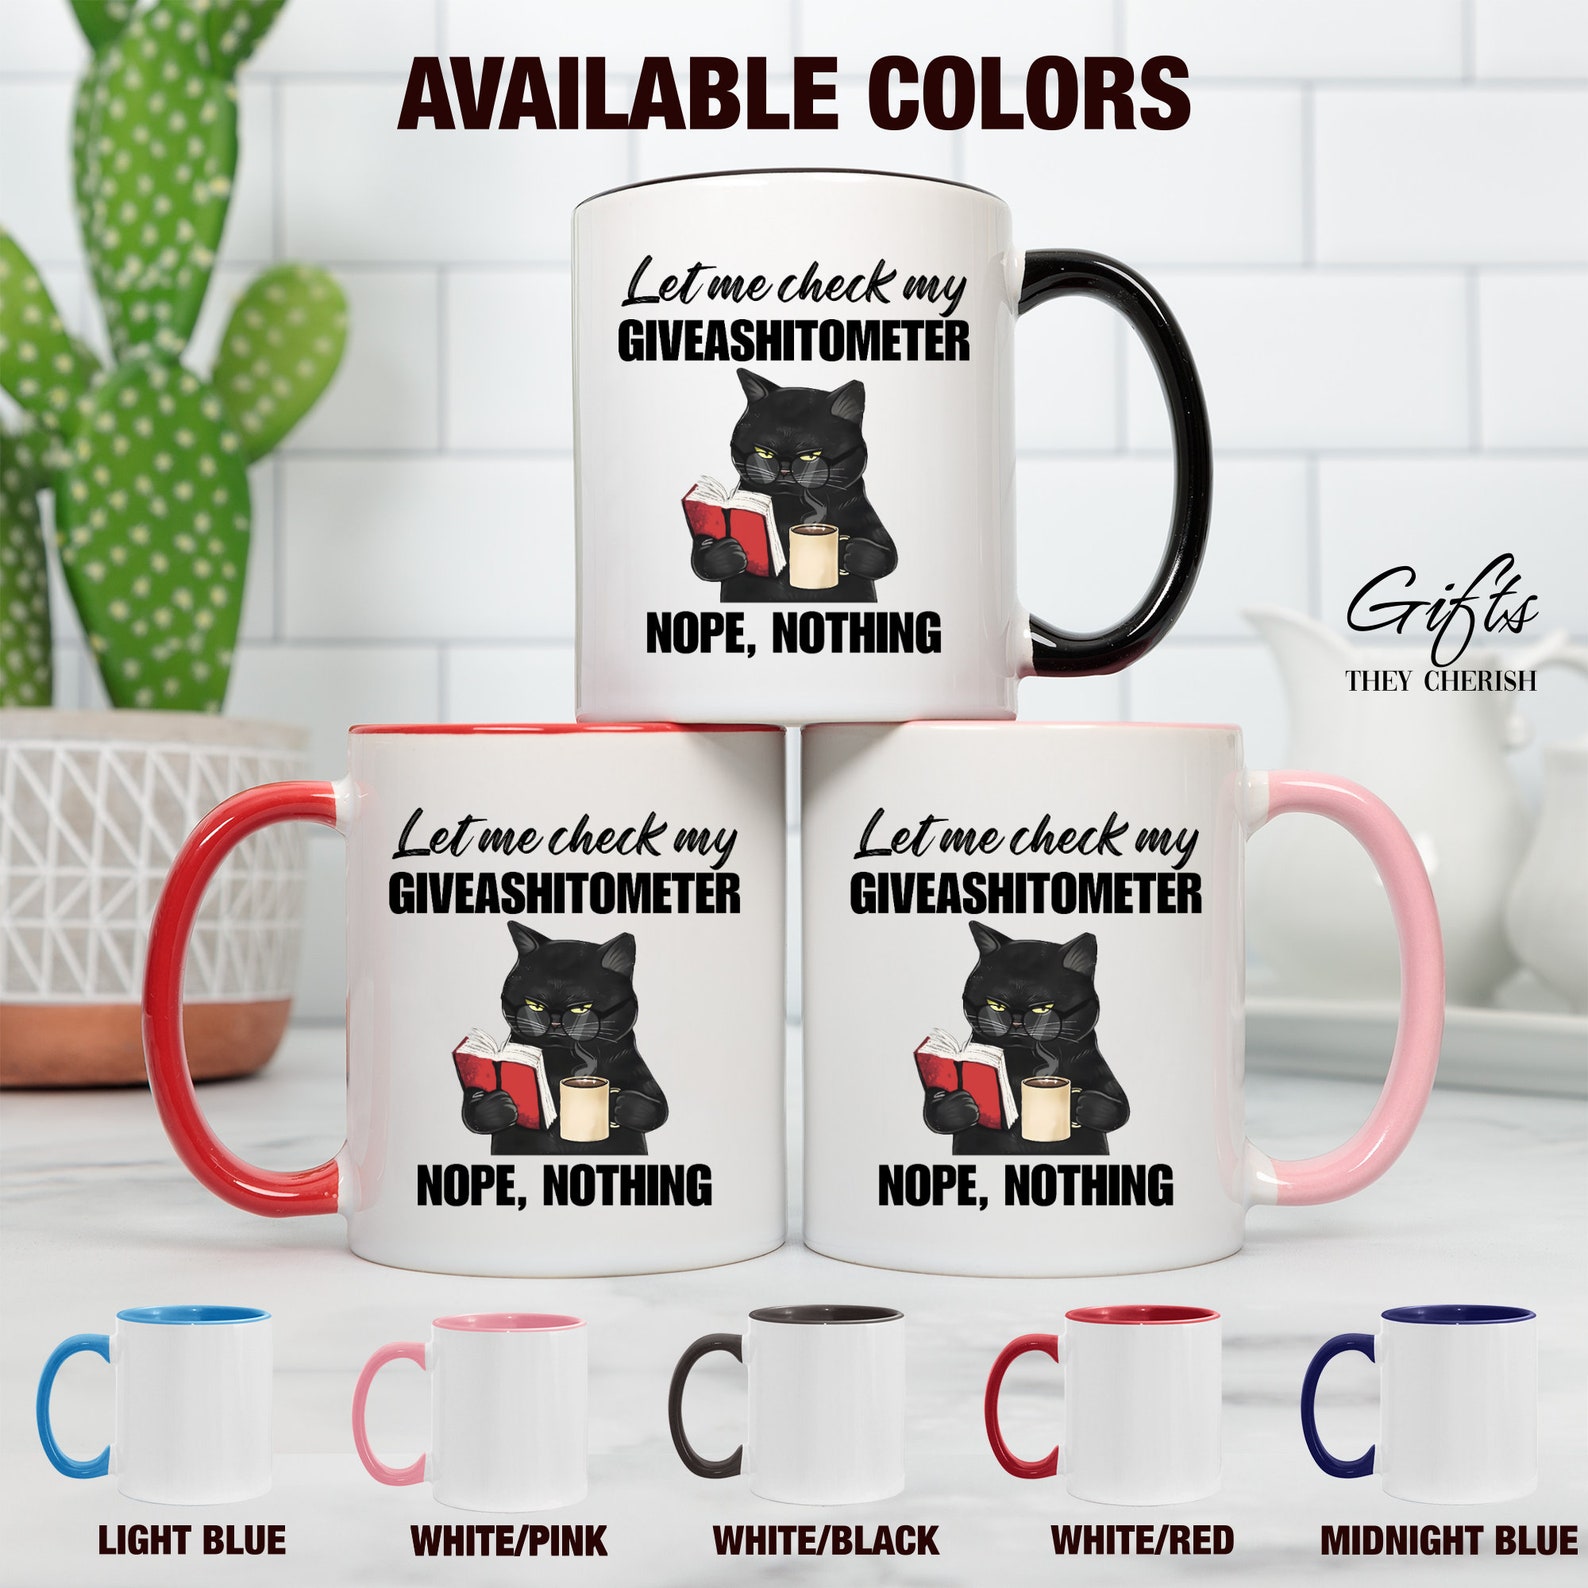 AVAILABLE COLORS
Let me check my
GIVEASHITOMETER
NOPE, NOTHING
Gifts
THEY CHERISH
Let me check my
GIVEASHITOMETER
NOPE, NOTHING
Let me check my
GIVEASHITOMETER
NOPE, NOTHING
LIGHT BLUE
WHITE/PINK
WHITE/BLACK
WHITE/RED
MIDNIGHT BLUE